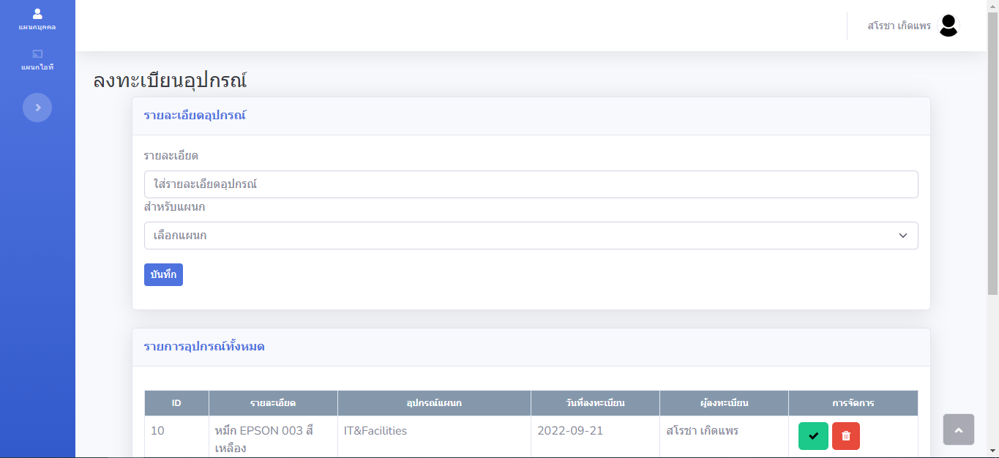 แผนกบุคคล
แผนกไอที
สโรชา เกิดแพร
ลงทะเบียนอุปกรณ์
รายละเอียดอุปกรณ์
รายละเอียด
ใส่รายละเอียดอุปกรณ์
สำหรับแผนก
เลือกแผนก
บันทึก
รายการอุปกรณ์ทั้งหมด
ID รายละเอียด อุปกรณ์แผนก วันที่ลงทะเบียน ผู้ลงทะเบียน การจัดการ
10 หมึก EPSON 003 สี IT&Facilities 2022-09-21 สโรชา เกิดแพร
เหลือง